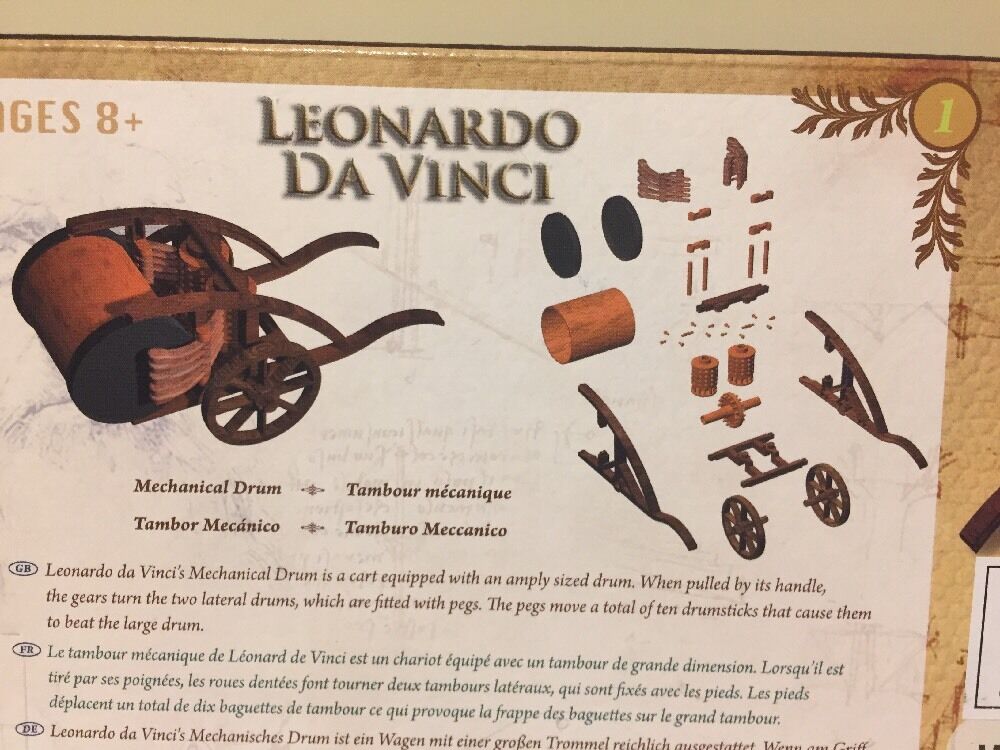 AGES 8+
LEONARDO
DA VINCI
1
Mechanical Drum Tambour mécanique
Tambor Mecánico Tamburo Meccanico
GB Leonardo da Vinci's Mechanical Drum is a cart equipped with an amply sized drum. When pulled by its handle,
the gears turn the two lateral drums, which are fitted with pegs. The pegs move a total of ten drumsticks that cause them
to beat the large drum.
FR Le tambour mécanique de Léonard de Vinci est un chariot équipé avec un tambour de grande dimension. Lorsqu'il est
tiré par ses poignées, les roues dentées font tourner deux tambours latéraux, qui sont fixés avec les pieds. Les pieds
déplacent un total de dix baguettes de tambour ce qui provoque la frappe des baguettes sur le grand tambour.
DE Leonardo da Vinci's Mechanisches Drum ist ein Wagen mit einer großen Trommel reichlich ausgestattet. Wenn am Griff